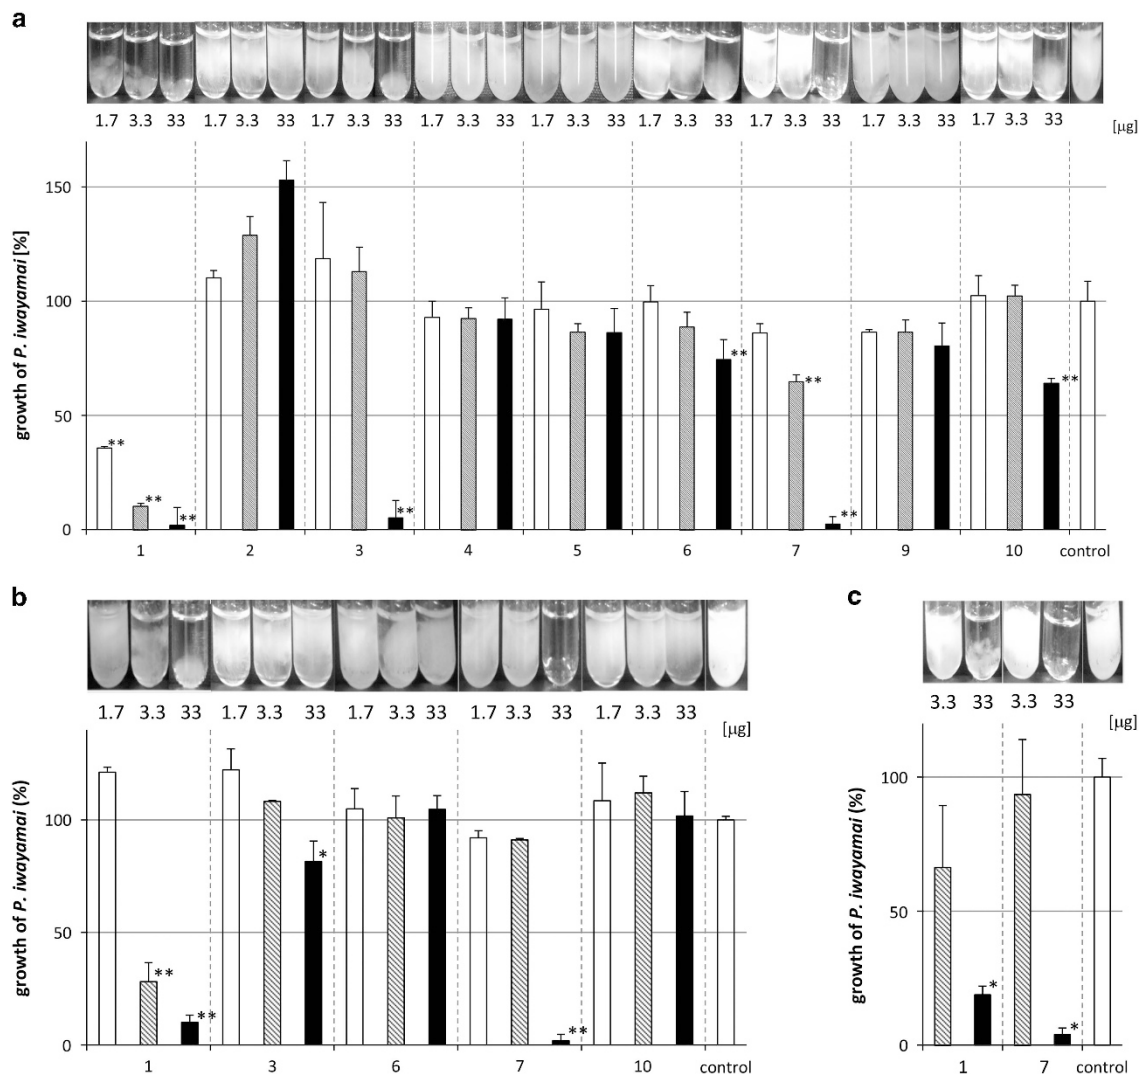 a
1.7 3.3 33 1.7 3.3 33 1.7 3.3 33 1.7 3.3 33 1.7 3.3 33 1.7 3.3 33 1.7 3.3 33 1.7 3.3 33 1.7 3.3 33 [µg]
growth of P. iwayamai [%]
150
100
50
0
** ** ** ** ** ** ** **
1 2 3 4 5 6 7 9 10 control
b
1.7 3.3 33 1.7 3.3 33 1.7 3.3 33 1.7 3.3 33 1.7 3.3 33 [µg]
growth of P. iwayamai (%)
100
50
0
** ** * **
1 3 6 7 10 control
c
3.3 33 3.3 33 [µg]
growth of P. iwayamai (%)
100
50
0
* *
1 7 control